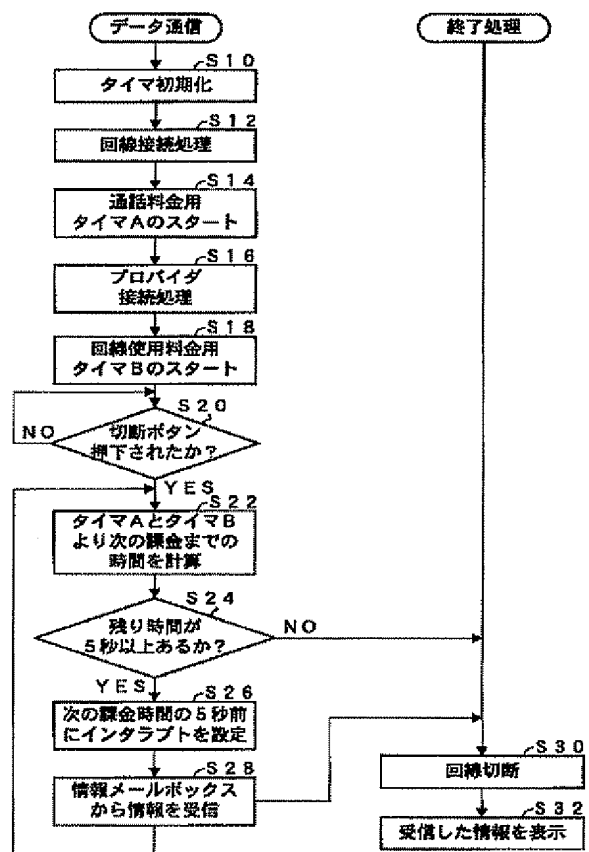 データ通信
S10
タイマ初期化
S12
回線接続処理
S14
通話料金用
タイマAのスタート
S16
プロバイダ
接続処理
S18
回線使用料金用
タイマBのスタート
S20
切断ボタン
押下されたか？
NO
YES
S22
タイマAとタイマB
より次の課金までの
時間を計算
S24
残り時間が
5秒以上あるか？
NO
YES
S26
次の課金時間の5秒前
にインタラプトを設定
S28
情報メールボックス
から情報を受信
終了処理
S30
回線切断
S32
受信した情報を表示